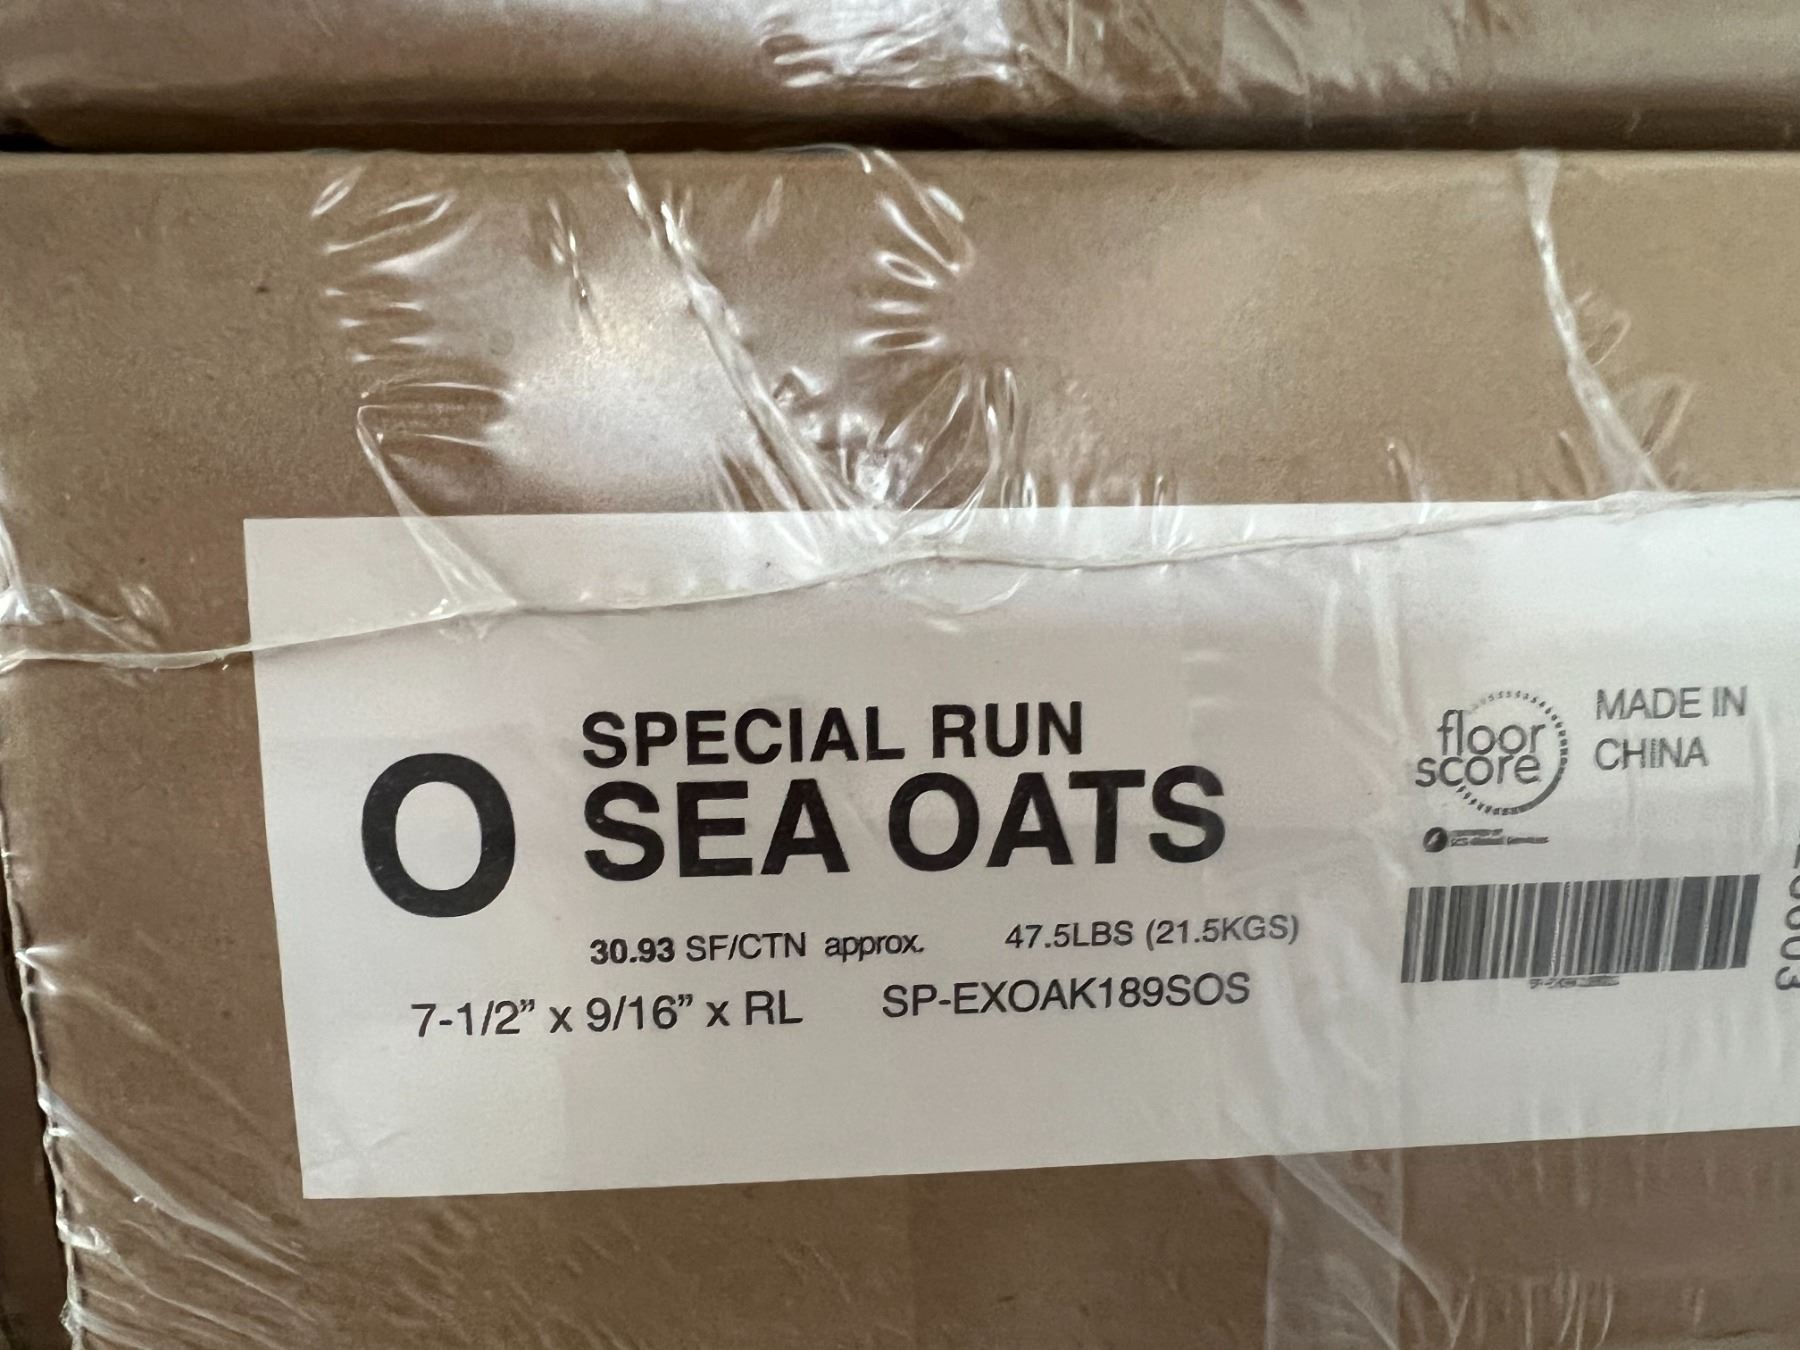 O
SPECIAL RUN
SEA OATS
30.93 SF/CTN approx. 47.5LBS (21.5KGS)
7-1/2” x 9/16” x RL SP-EXOAK189SOS
floor
score
MADE IN
CHINA